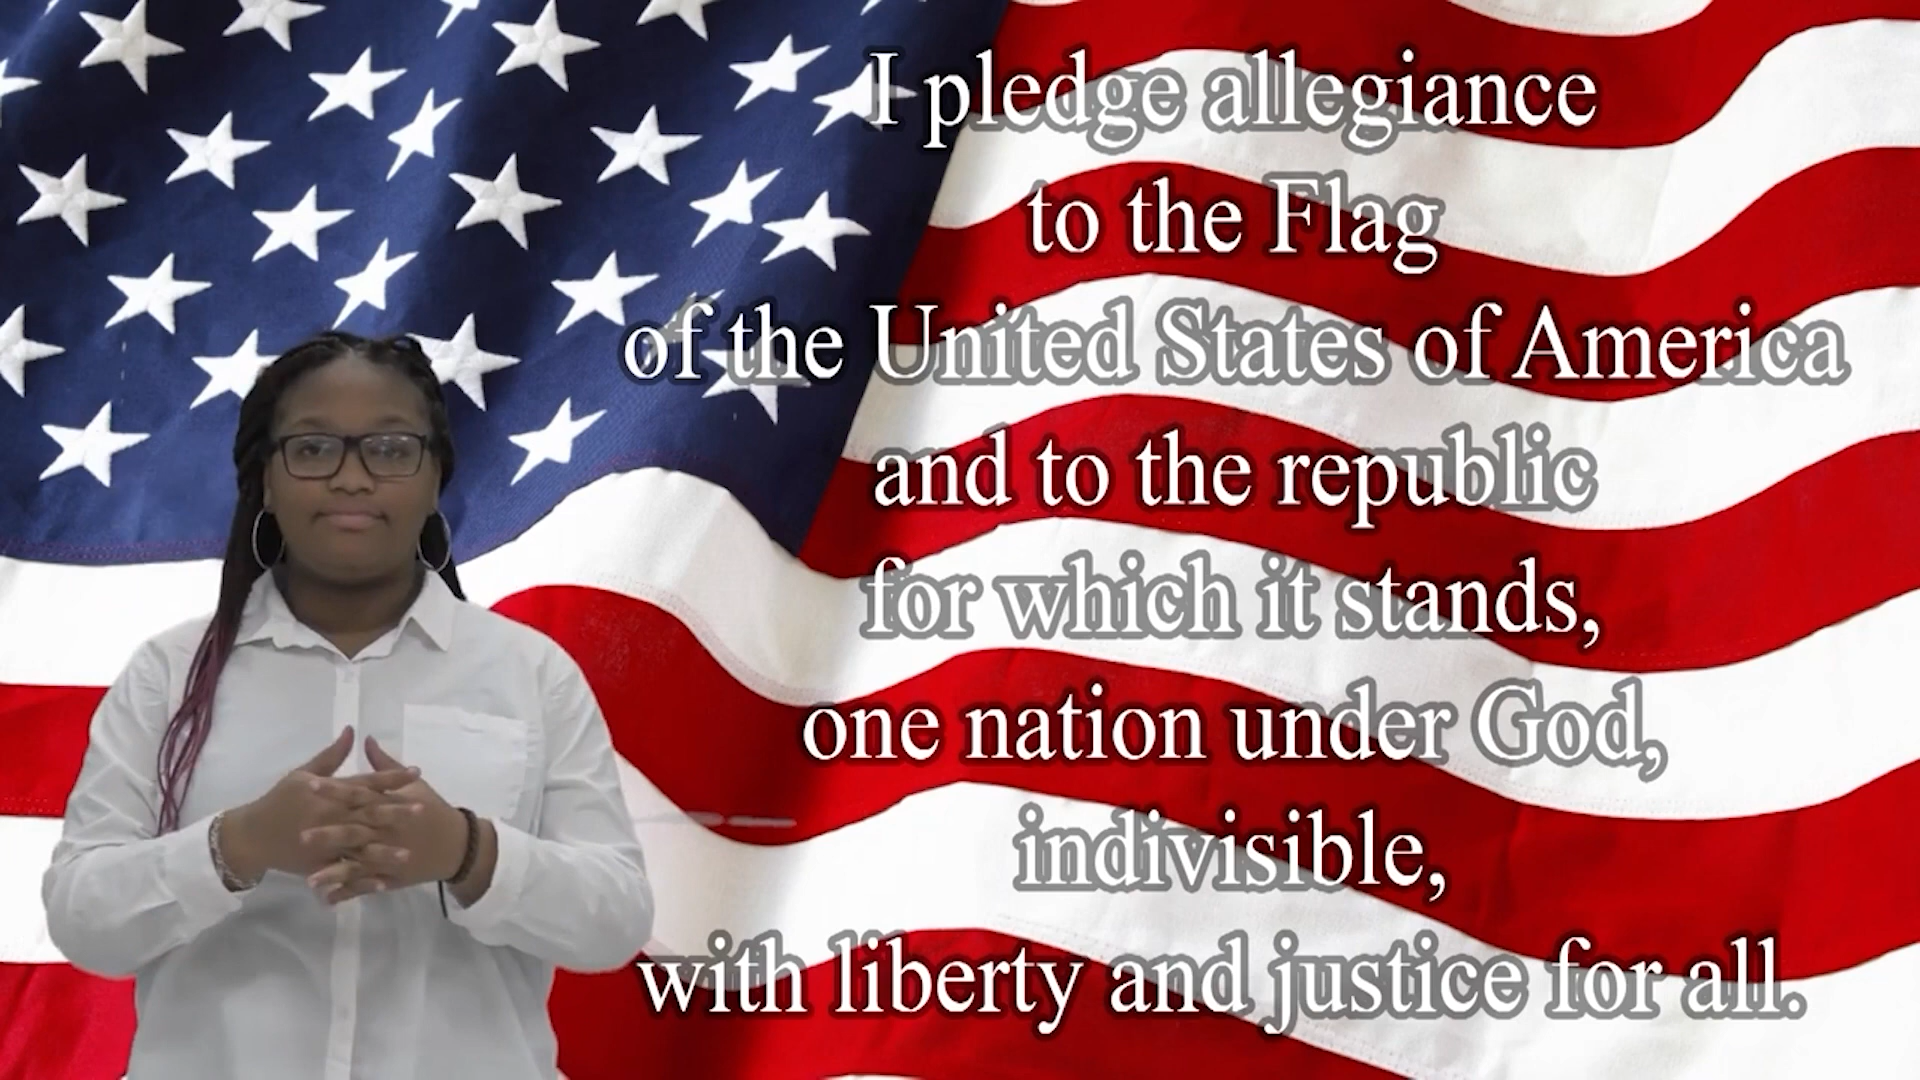 I pledge allegiance
to the Flag
of the United States of America
and to the republic
for which it stands,
one nation under God,
indivisible,
with liberty and justice for all.